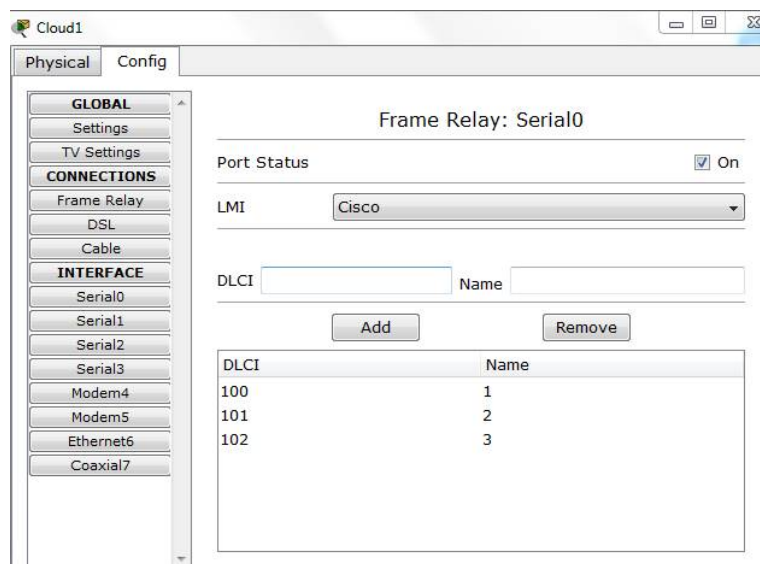 Cloud1
Physical Config
GLOBAL
Settings
TV Settings
CONNECTIONS
Frame Relay
DSL
Cable
INTERFACE
Serial0
Serial1
Serial2
Serial3
Modem4
Modem5
Ethernet6
Coaxial7
Frame Relay: Serial0
Port Status On
LMI Cisco
DLCI Name
Add Remove
DLCI Name
100 1
101 2
102 3